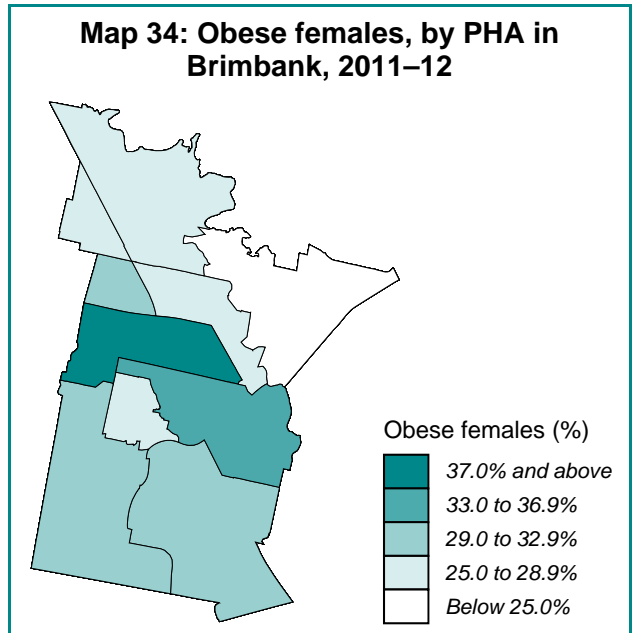 Map 34: Obese females, by PHA in
Brimbank, 2011–12
Obese females (%)
37.0% and above
33.0 to 36.9%
29.0 to 32.9%
25.0 to 28.9%
Below 25.0%